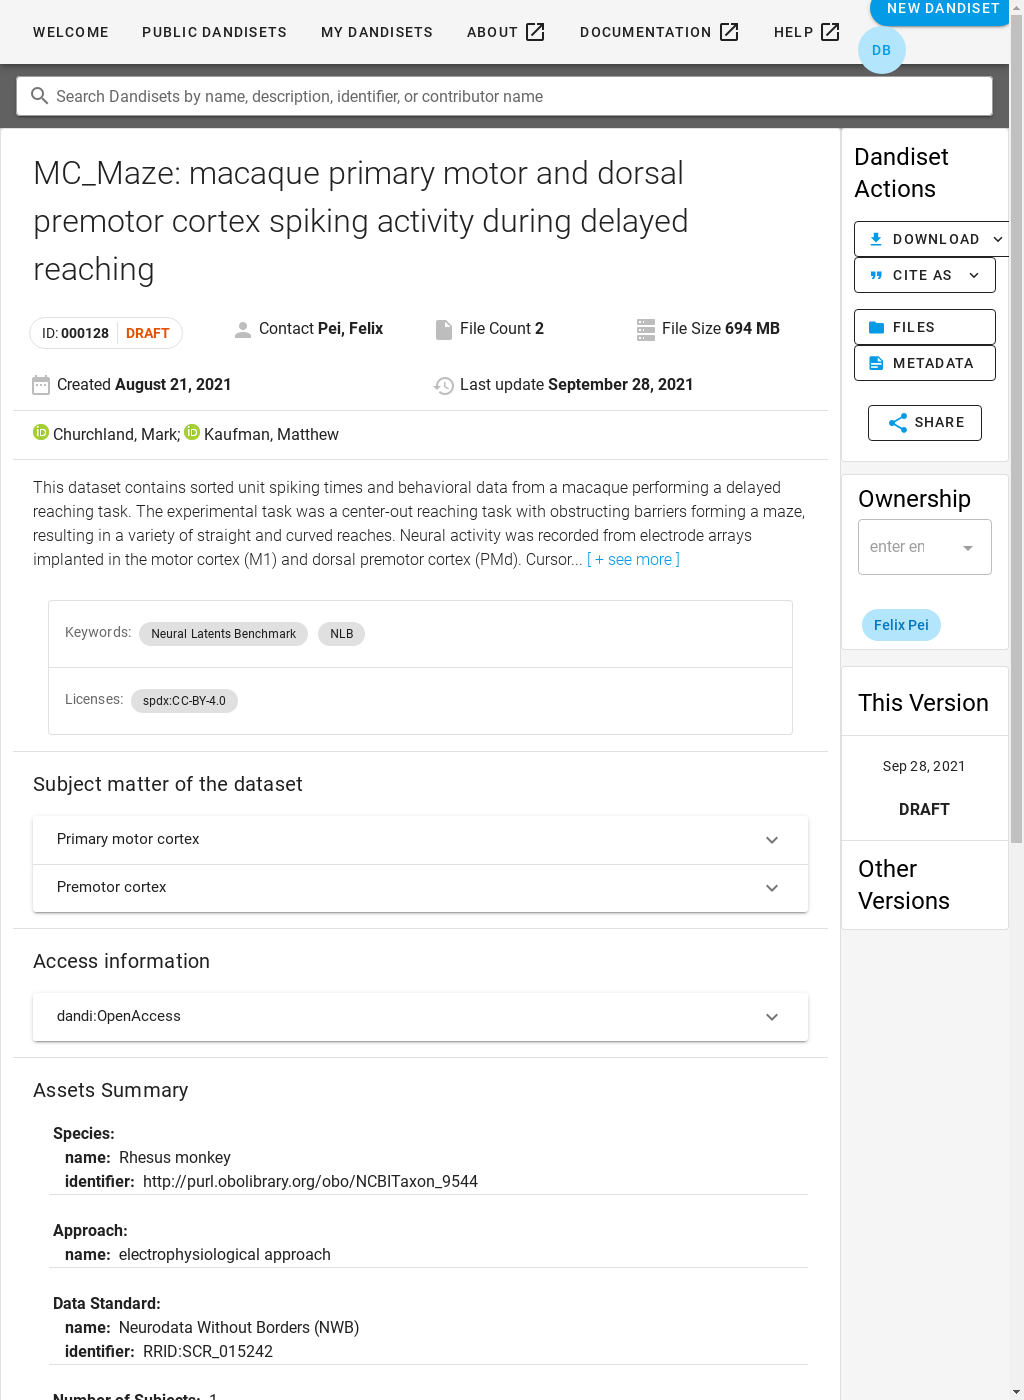 WELCOME PUBLIC DANDISETS MY DANDISETS ABOUT DOCUMENTATION HELP NEW DANDISET
DB
Search Dandisets by name, description, identifier, or contributor name
MC_Maze: macaque primary motor and dorsal
premotor cortex spiking activity during delayed
reaching
ID: 000128 DRAFT
Contact Pei, Felix
File Count 2
File Size 694 MB
Created August 21, 2021
Last update September 28, 2021
Churchland, Mark; Kaufman, Matthew
This dataset contains sorted unit spiking times and behavioral data from a macaque performing a delayed
reaching task. The experimental task was a center-out reaching task with obstructing barriers forming a maze,
resulting in a variety of straight and curved reaches. Neural activity was recorded from electrode arrays
implanted in the motor cortex (M1) and dorsal premotor cortex (PMd). Cursor... [ + see more ]
Keywords: Neural Latents Benchmark NLB
Licenses: spdx:CC-BY-4.0
Subject matter of the dataset
Primary motor cortex
Premotor cortex
Access information
dandi:OpenAccess
Assets Summary
Species:
name: Rhesus monkey
identifier: http://purl.obolibrary.org/obo/NCBITaxon_9544
Approach:
name: electrophysiological approach
Data Standard:
name: Neurodata Without Borders (NWB)
identifier: RRID:SCR_015242
Number of Subjects: 1
Dandiset
Actions
DOWNLOAD
CITE AS
FILES
METADATA
SHARE
Ownership
enter en
Felix Pei
This Version
Sep 28, 2021
DRAFT
Other
Versions